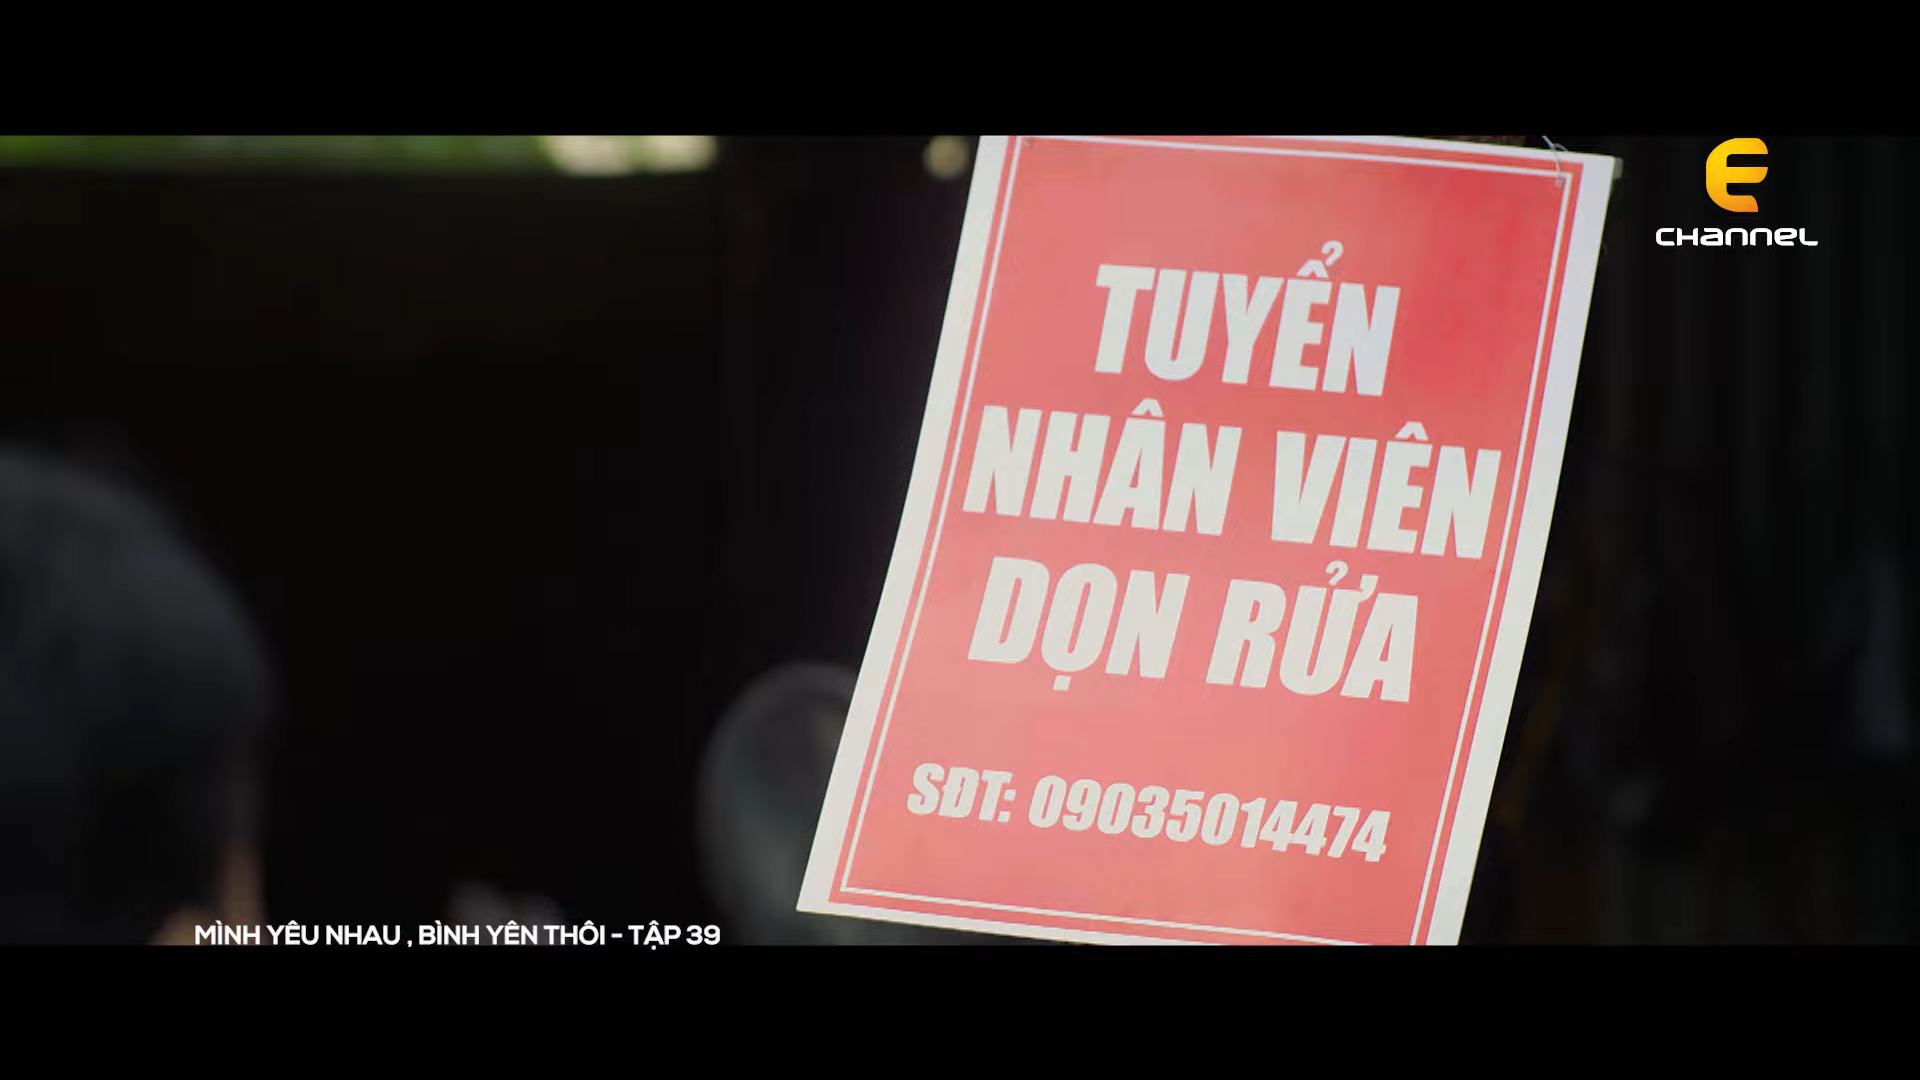 CHANNEL
TUYỂN
NHÂN VIÊN
DỌN RỬA
SĐT: 09035014474
MÌNH YÊU NHAU , BÌNH YÊN THÔI - TẬP 39